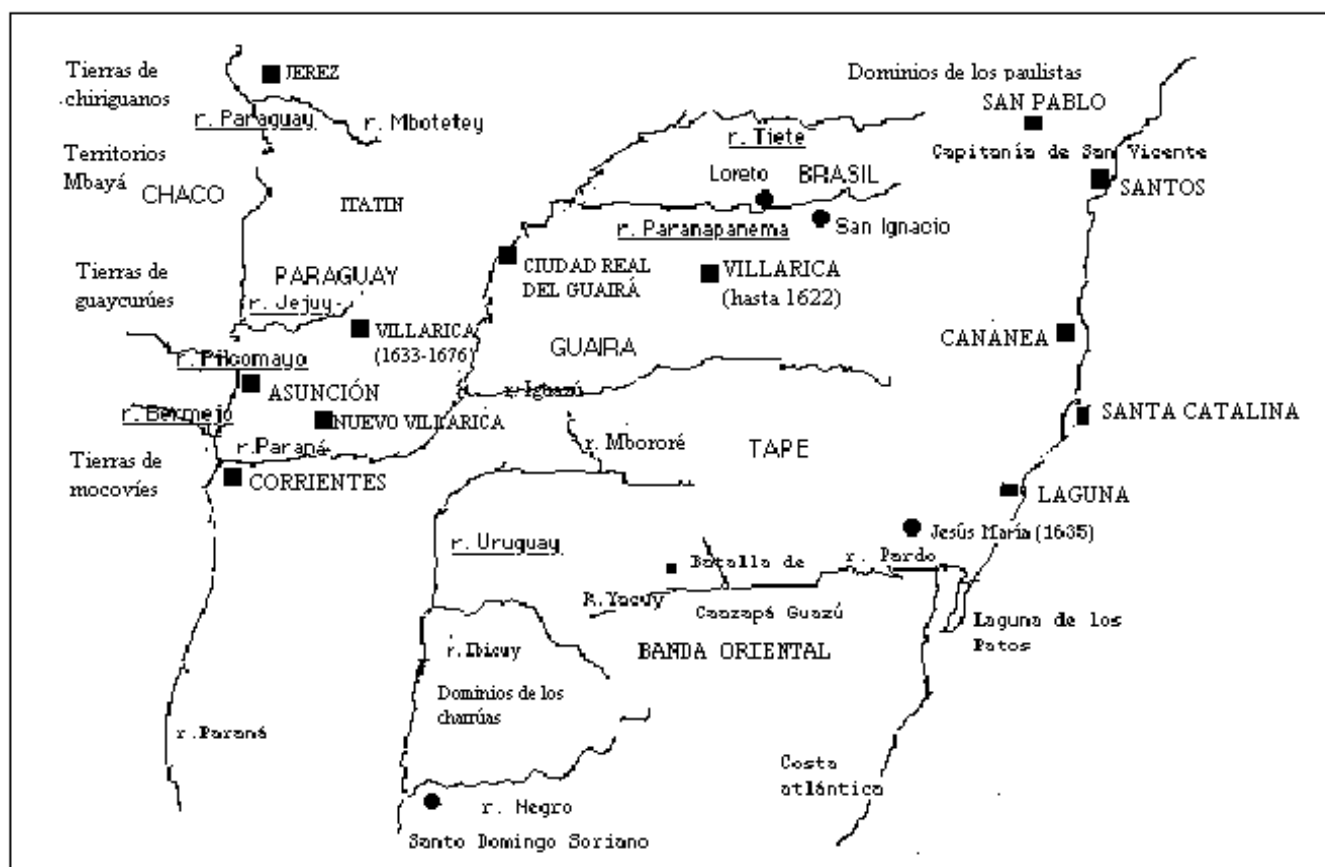 Tierras de
chiriguanos
JEREZ
r. Paraguay
r. Mbotetey
Dominios de los paulistas
SAN PABLO
r. Tiete
Capitanía de San Vicente
Territorios
Mbayá
CHACO
ITATIN
Loreto
BRASIL
SANTOS
r. Paranapanema
San Ignacio
Tierras de
guaycurúes
PARAGUAY
r. Jejuy
CIUDAD REAL
DEL GUAIRÁ
VILLARICA
(hasta 1622)
VILLARICA
(1633-1676)
GUAIRA
CANANEA
r. Pilcomayo
ASUNCIÓN
r. Iguazú
r. Bermejo
NUEVO VILLARICA
SANTA CATALINA
r.Paraná
r. Mbororé
TAPE
Tierras de
mocovíes
CORRIENTES
LAGUNA
Jesús María (1635)
r. Uruguay
Batalla de
r. Pardo
R.Yacuy
Caazapá Guazú
Laguna de los
Patos
r.Ibicuy
BANDA ORIENTAL
Dominios de los
charrúas
r.Paraná
Costa
atlántica
r. Negro
Santo Domingo Soriano